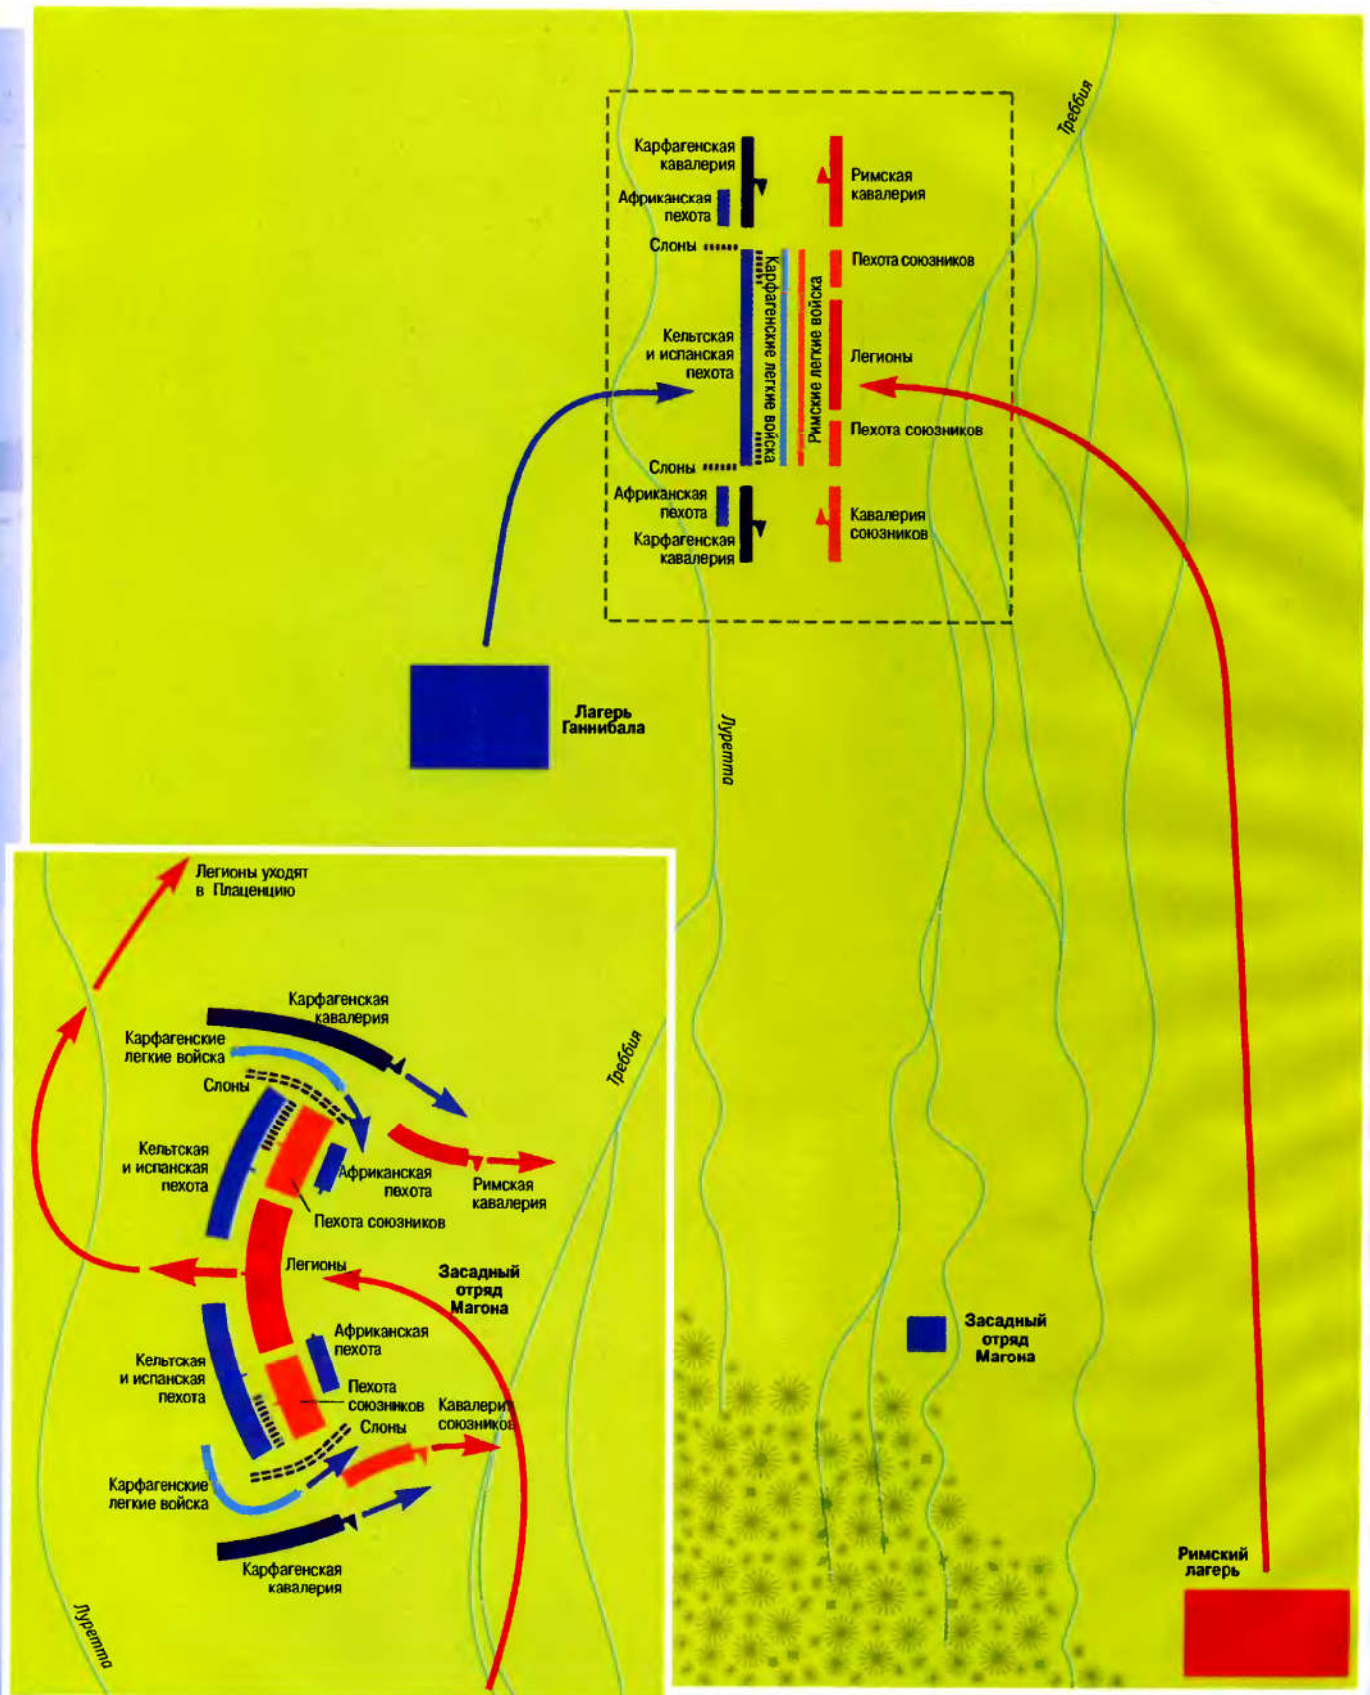 Треббия
Карфагенская
кавалерия
Африканская
пехота
Слоны
Кельтская
и испанская
пехота
Слоны
Африканская
пехота
Карфагенская
кавалерия
Карфагенские легкие войска
Римские легкие войска
Римская
кавалерия
Пехота союзников
Легионы
Пехота союзников
Кавалерия
союзников
Лагерь
Ганнибала
Луретта
Засадный
отряд
Магона
Римский
лагерь
Легионы уходят
в Плаценцию
Карфагенская
кавалерия
Карфагенские
легкие войска
Слоны
Треббия
Кельтская
и испанская
пехота
Африканская
пехота
Римская
кавалерия
Пехота союзников
Легионы
Засадный
отряд
Магона
Африканская
пехота
Кельтская
и испанская
пехота
Пехота
союзников
Кавалерия
союзников
Слоны
Карфагенские
легкие войска
Карфагенская
кавалерия
Луретта